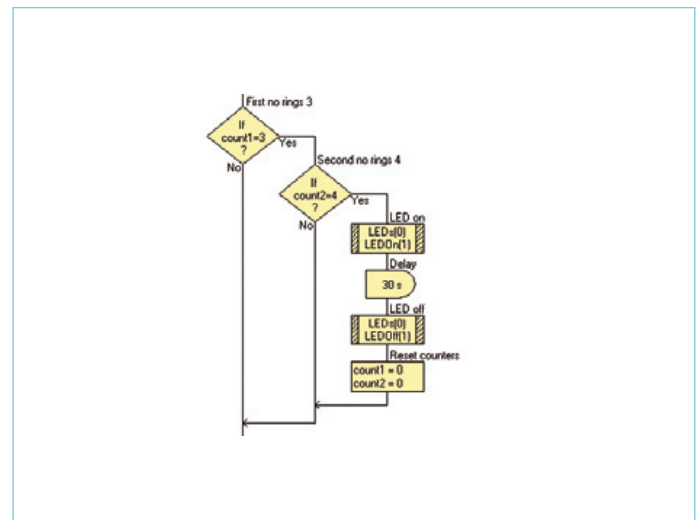 First no rings 3
If
count1=3
?
Yes
No
Second no rings 4
If
count2=4
?
Yes
No
LED on
LEDs(0)
LEDOn(1)
Delay
30 s
LED off
LEDs(0)
LEDOff(1)
Reset counters
count1 = 0
count2 = 0